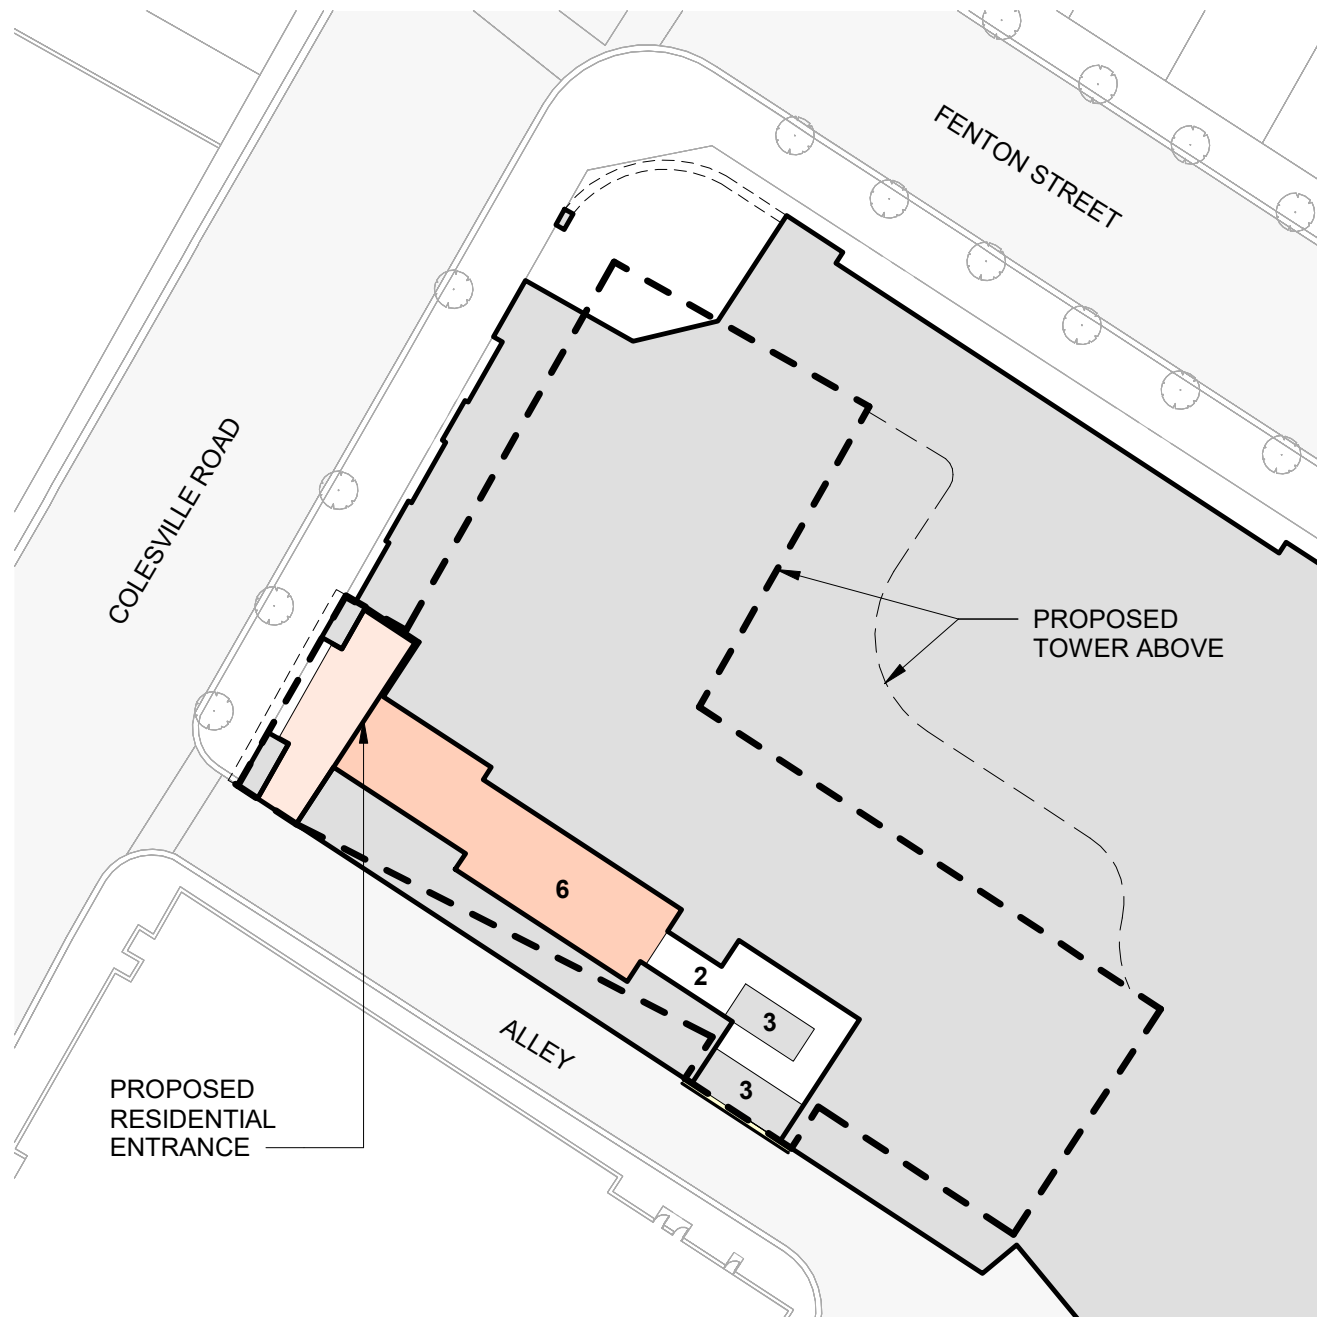 FENTON STREET
COLESVILLE ROAD
PROPOSED
TOWER ABOVE
6
2
3
3
ALLEY
PROPOSED
RESIDENTIAL
ENTRANCE